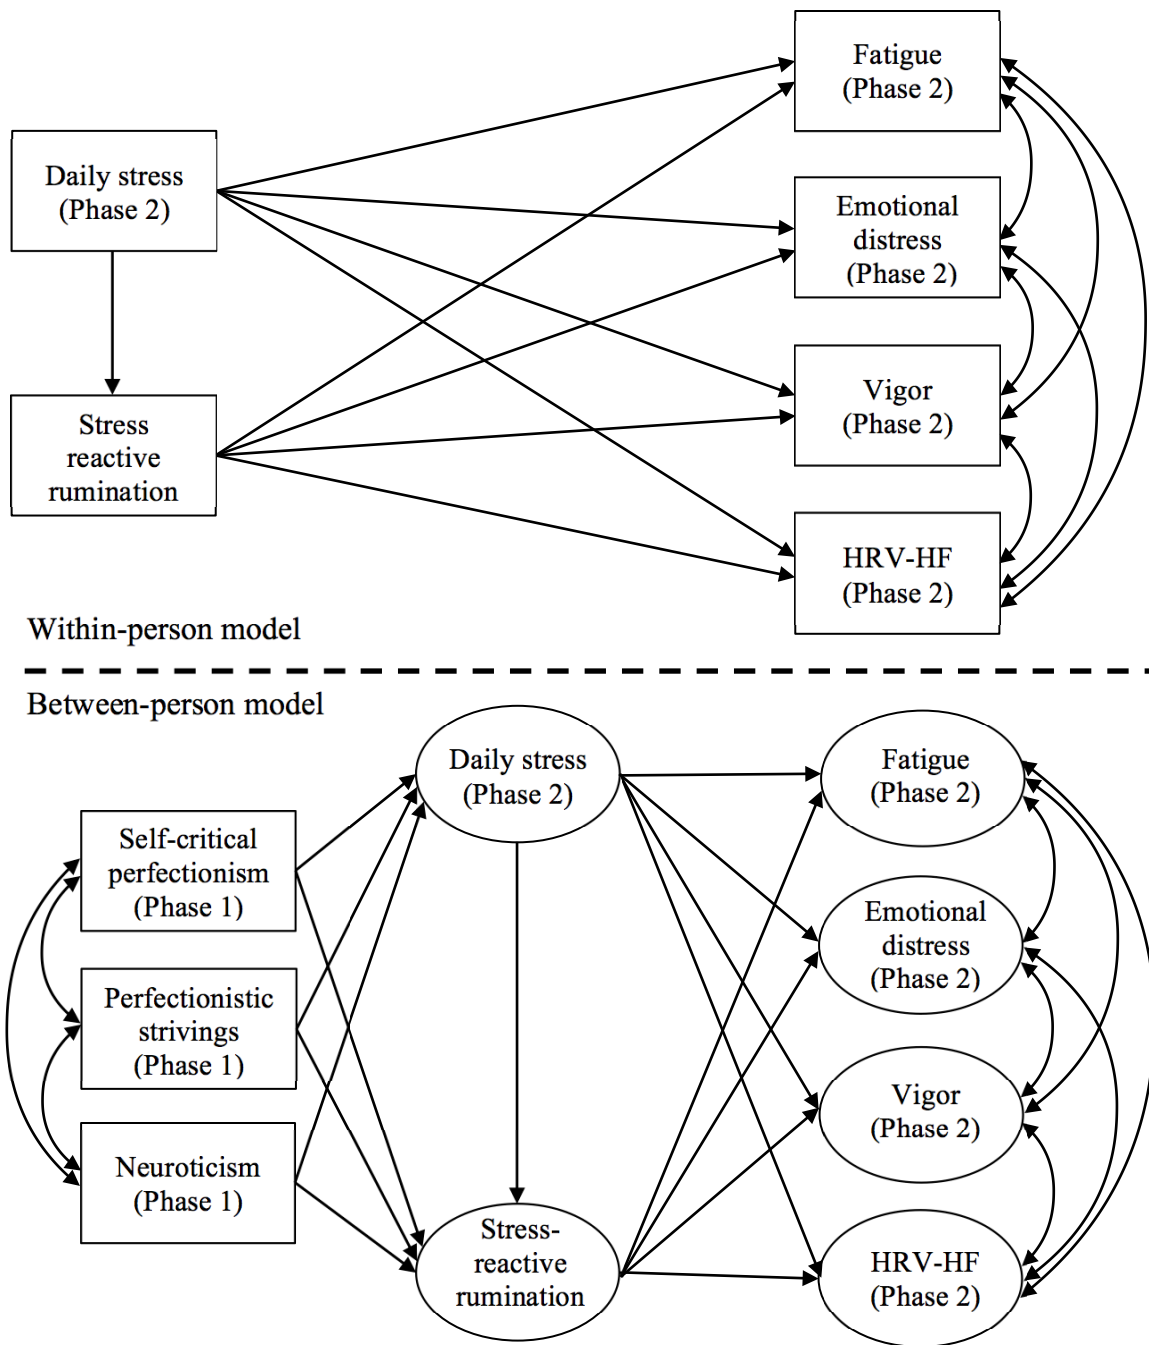 Fatigue
(Phase 2)
Daily stress
(Phase 2)
Emotional
distress
(Phase 2)
Vigor
(Phase 2)
Stress
reactive
rumination
HRV-HF
(Phase 2)
Within-person model
Between-person model
Daily stress
(Phase 2)
Fatigue
(Phase 2)
Self-critical
perfectionism
(Phase 1)
Emotional
distress
(Phase 2)
Perfectionistic
strivings
(Phase 1)
Vigor
(Phase 2)
Neuroticism
(Phase 1)
Stress-
reactive
rumination
HRV-HF
(Phase 2)